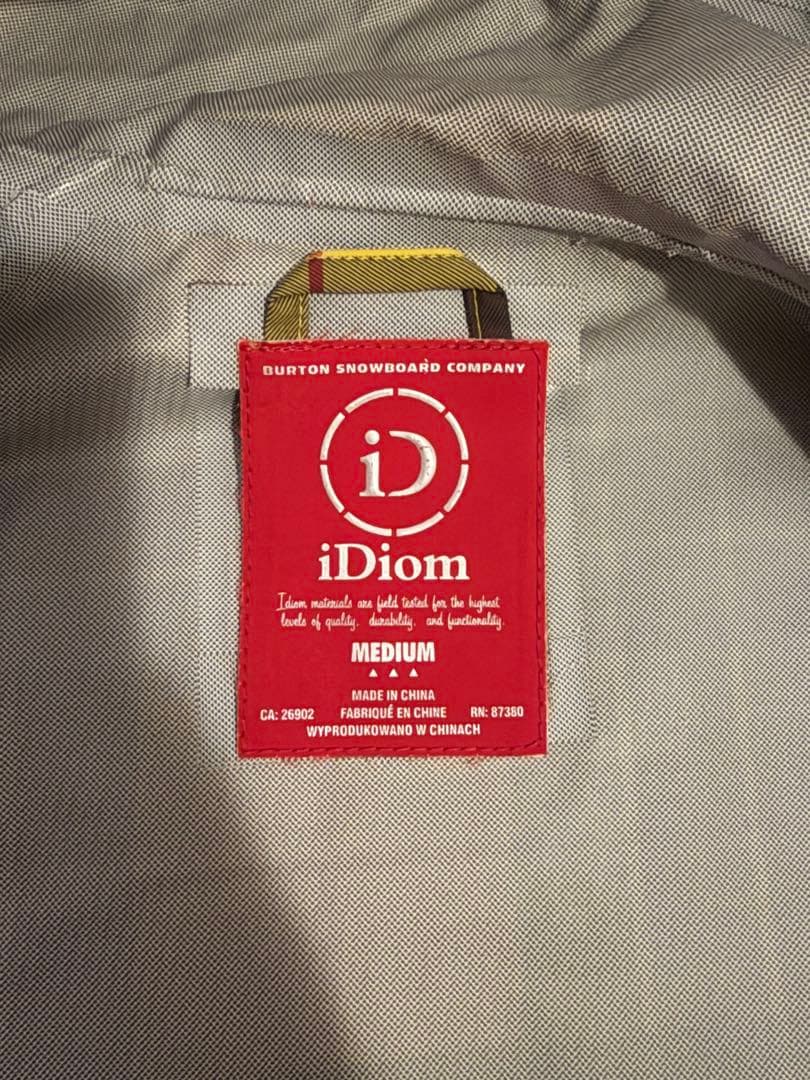 BURTON SNOWBOARD COMPANY
iD
iDiom
Idiom materials are field tested for the highest
levels of quality, durability, and functionality.
MEDIUM
MADE IN CHINA
CA: 26902 FABRIQUÉ EN CHINE RN: 87380
WYPRODUKOWANO W CHINACH